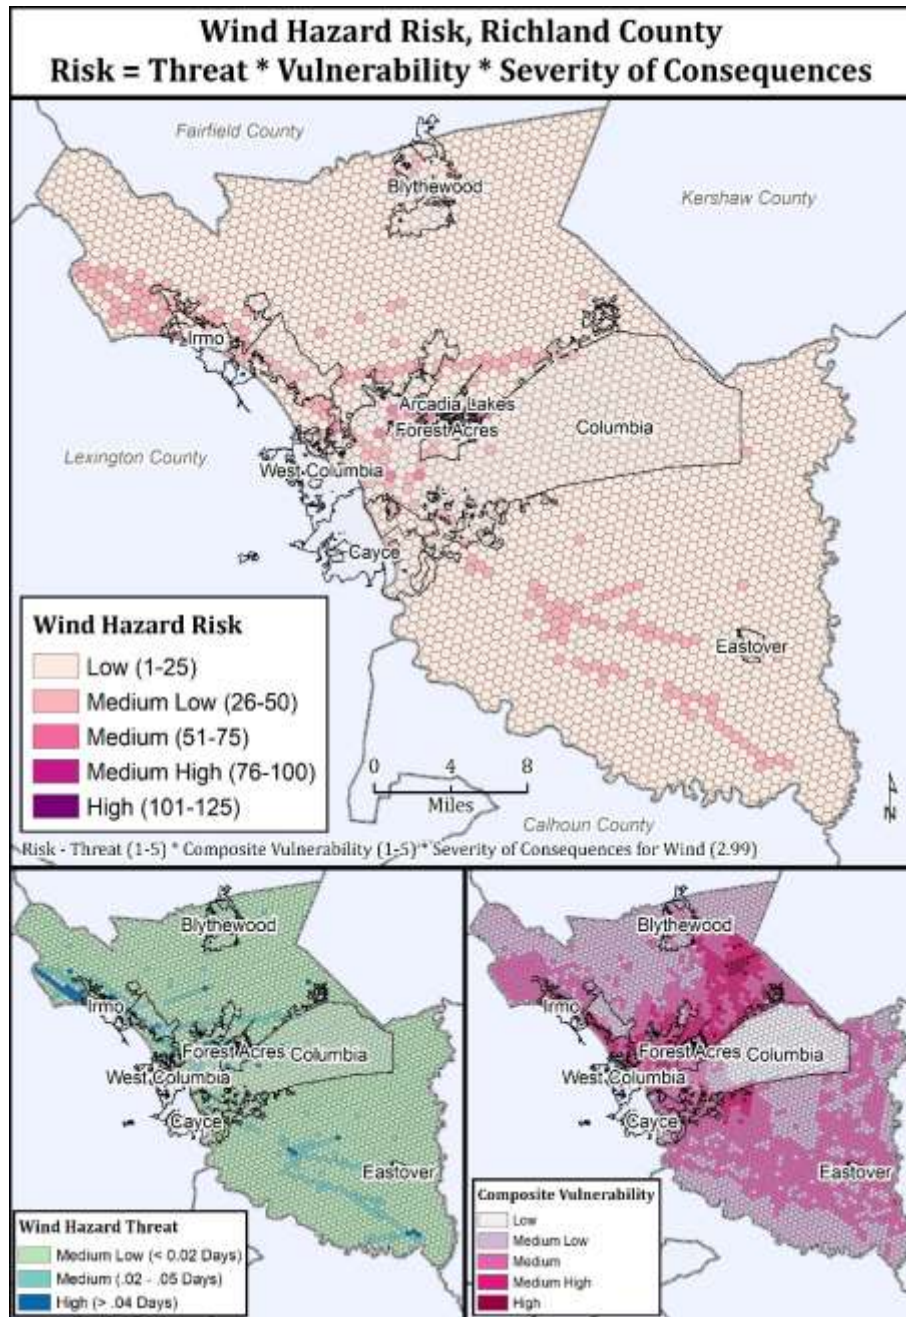 Wind Hazard Risk, Richland County
Risk = Threat * Vulnerability * Severity of Consequences
Fairfield County
Blythewood
Kershaw County
Irmo
Arcadia Lakes
Forest Acres
Columbia
Lexington County
West Columbia
Cayce
Eastover
Wind Hazard Risk
Low (1-25)
Medium Low (26-50)
Medium (51-75)
Medium High (76-100)
High (101-125)
0 4 8
Miles
N
Calhoun County
Risk - Threat (1-5) * Composite Vulnerability (1-5) * Severity of Consequences for Wind (2.99)
Blythewood
Irmo
Forest Acres
Columbia
West Columbia
Cayce
Eastover
Wind Hazard Threat
Medium Low (< 0.02 Days)
Medium (.02 - .05 Days)
High (> .04 Days)
Blythewood
Irmo
Forest Acres
Columbia
West Columbia
Cayce
Eastover
Composite Vulnerability
Low
Medium Low
Medium
Medium High
High